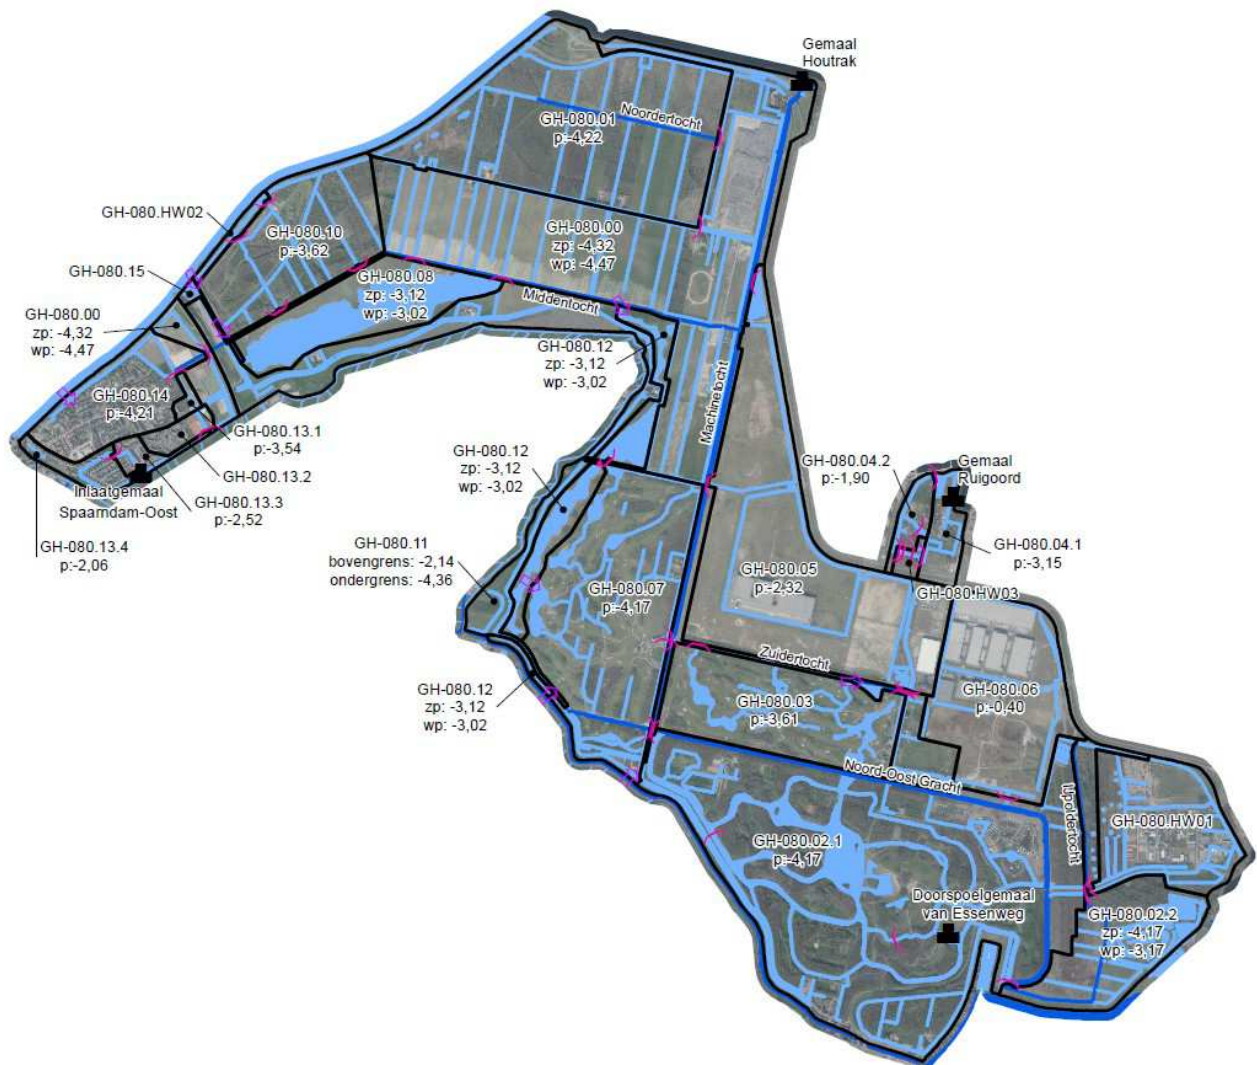 Gemaal
Houtrak
Noordertocht
GH-080.01
p:-4,22
GH-080.HW02
GH-080.10
p:-3,62
GH-080.00
zp: -4,32
wp: -4,47
GH-080.15
GH-080.08
zp: -3,12
wp: -3,02
Middentocht
GH-080.00
zp: -4,32
wp: -4,47
GH-080.12
zp: -3,12
wp: -3,02
Machinetocht
GH-080.14
p:-4,21
GH-080.13.1
p:-3,54
GH-080.13.2
GH-080.13.3
p:-2,52
Inlaatgemaal
Spaarndam-Oost
GH-080.13.4
p:-2,06
GH-080.12
zp: -3,12
wp: -3,02
GH-080.04.2
p:-1,90
Gemaal
Ruigoord
GH-080.04.1
p:-3,15
GH-080.HW03
GH-080.11
bovengrens: -2,14
ondergrens: -4,36
GH-080.07
p:-4,17
GH-080.05
p:-2,32
Zuidertocht
GH-080.12
zp: -3,12
wp: -3,02
GH-080.03
p:-3,61
GH-080.06
p:-0,40
Noord-Oost Gracht
IJpoldertocht
GH-080.HW01
GH-080.02.1
p:-4,17
Doorspoelgemaal
van Essenweg
GH-080.02.2
zp: -4,17
wp: -3,17